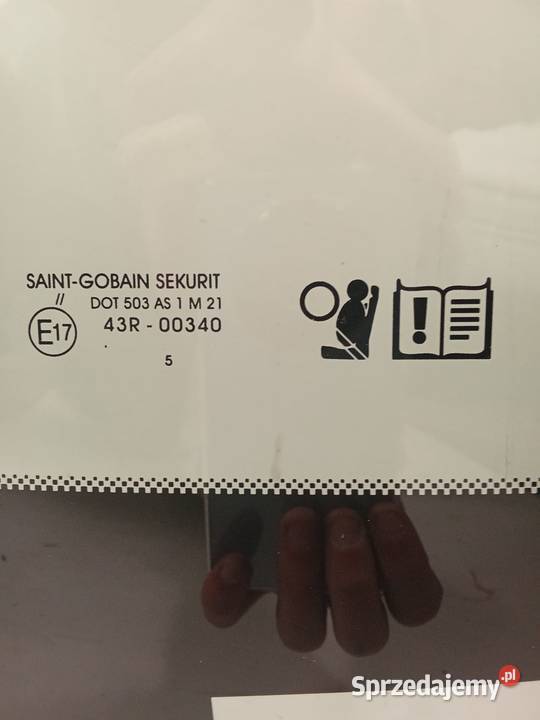 SAINT-GOBAIN SEKURIT
//
DOT 503 AS 1 M 21
E17
43R - 00340
.
5
!
Sprzedajemy.pl